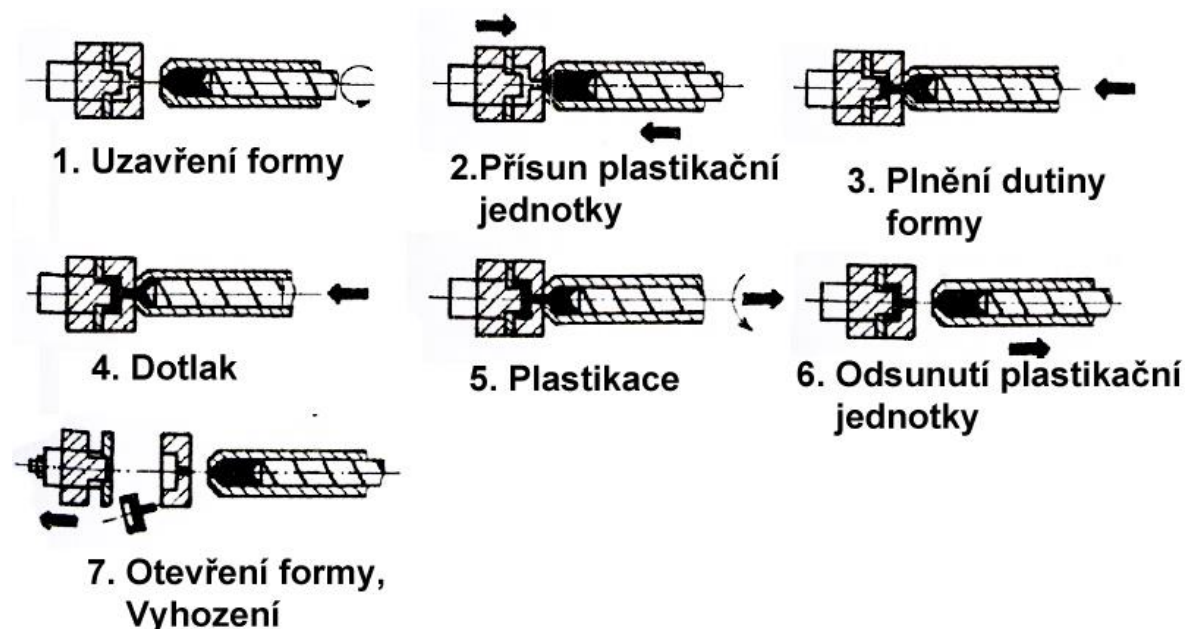 1. Uzavření formy
2.Přísun plastikační
jednotky
3. Plnění dutiny
formy
4. Dotlak
5. Plastikace
6. Odsunutí plastikační
jednotky
7. Otevření formy,
Vyhození